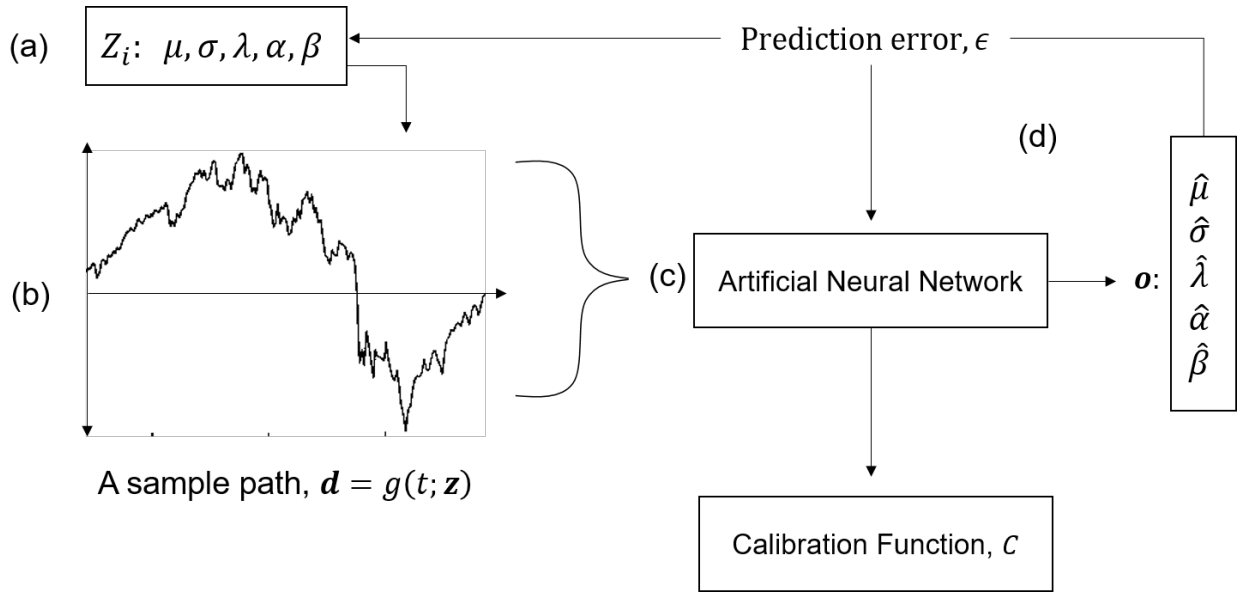 (a)
Z_i: μ, σ, λ, α, β
Prediction error, ϵ
(d)
(b)
(c)
Artificial Neural Network
o:
μ̂
σ̂
λ̂
α̂
β̂
A sample path, d = g(t; z)
Calibration Function, C